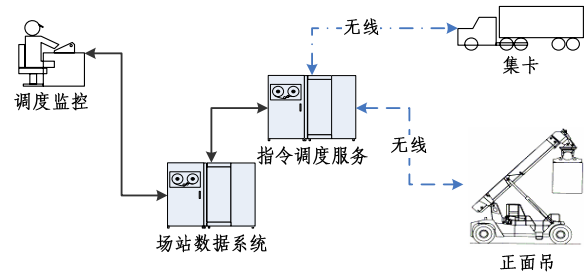 无线
集卡
调度监控
指令调度服务
无线
场站数据系统
正面吊